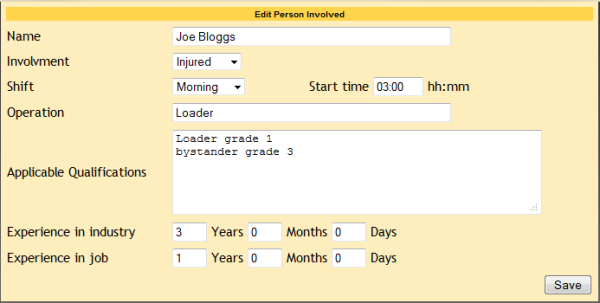 Edit Person Involved
Name Joe Bloggs
Involvment Injured
Shift Morning Start time 03:00 hh:mm
Operation Loader
Loader grade 1
bystander grade 3
Applicable Qualifications
Experience in industry 3 Years 0 Months 0 Days
Experience in job 1 Years 0 Months 0 Days
Save